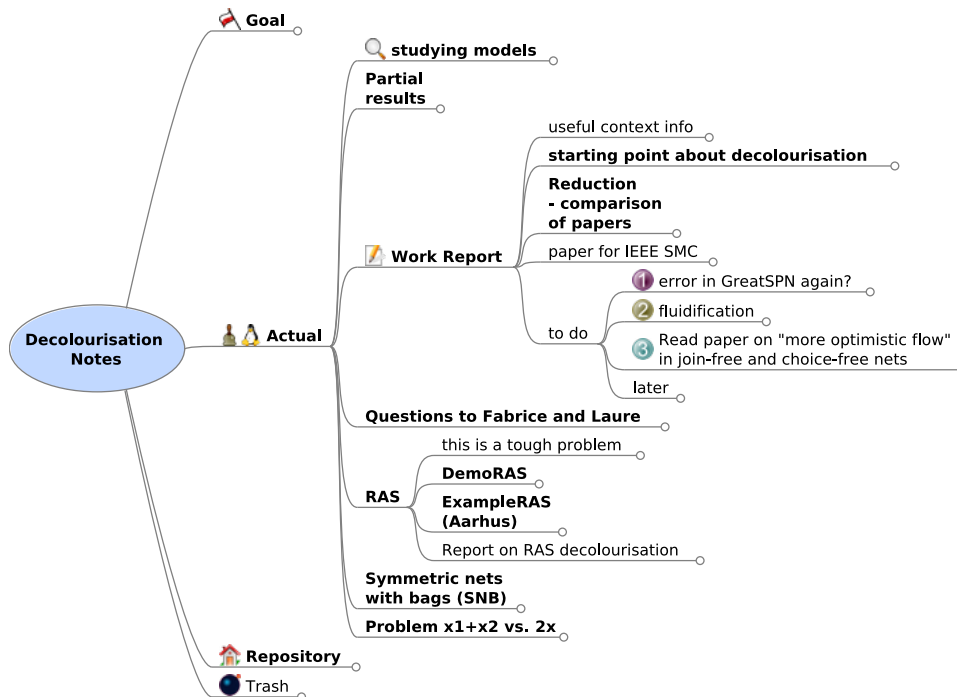 Goal
studying models
Partial
results
useful context info
starting point about decolourisation
Reduction
- comparison
of papers
Work Report
paper for IEEE SMC
1 error in GreatSPN again?
2 fluidification
to do
3 Read paper on "more optimistic flow"
in join-free and choice-free nets
later
Decolourisation
Notes
Actual
Questions to Fabrice and Laure
this is a tough problem
DemoRAS
RAS
ExampleRAS
(Aarhus)
Report on RAS decolourisation
Symmetric nets
with bags (SNB)
Problem x1+x2 vs. 2x
Repository
Trash